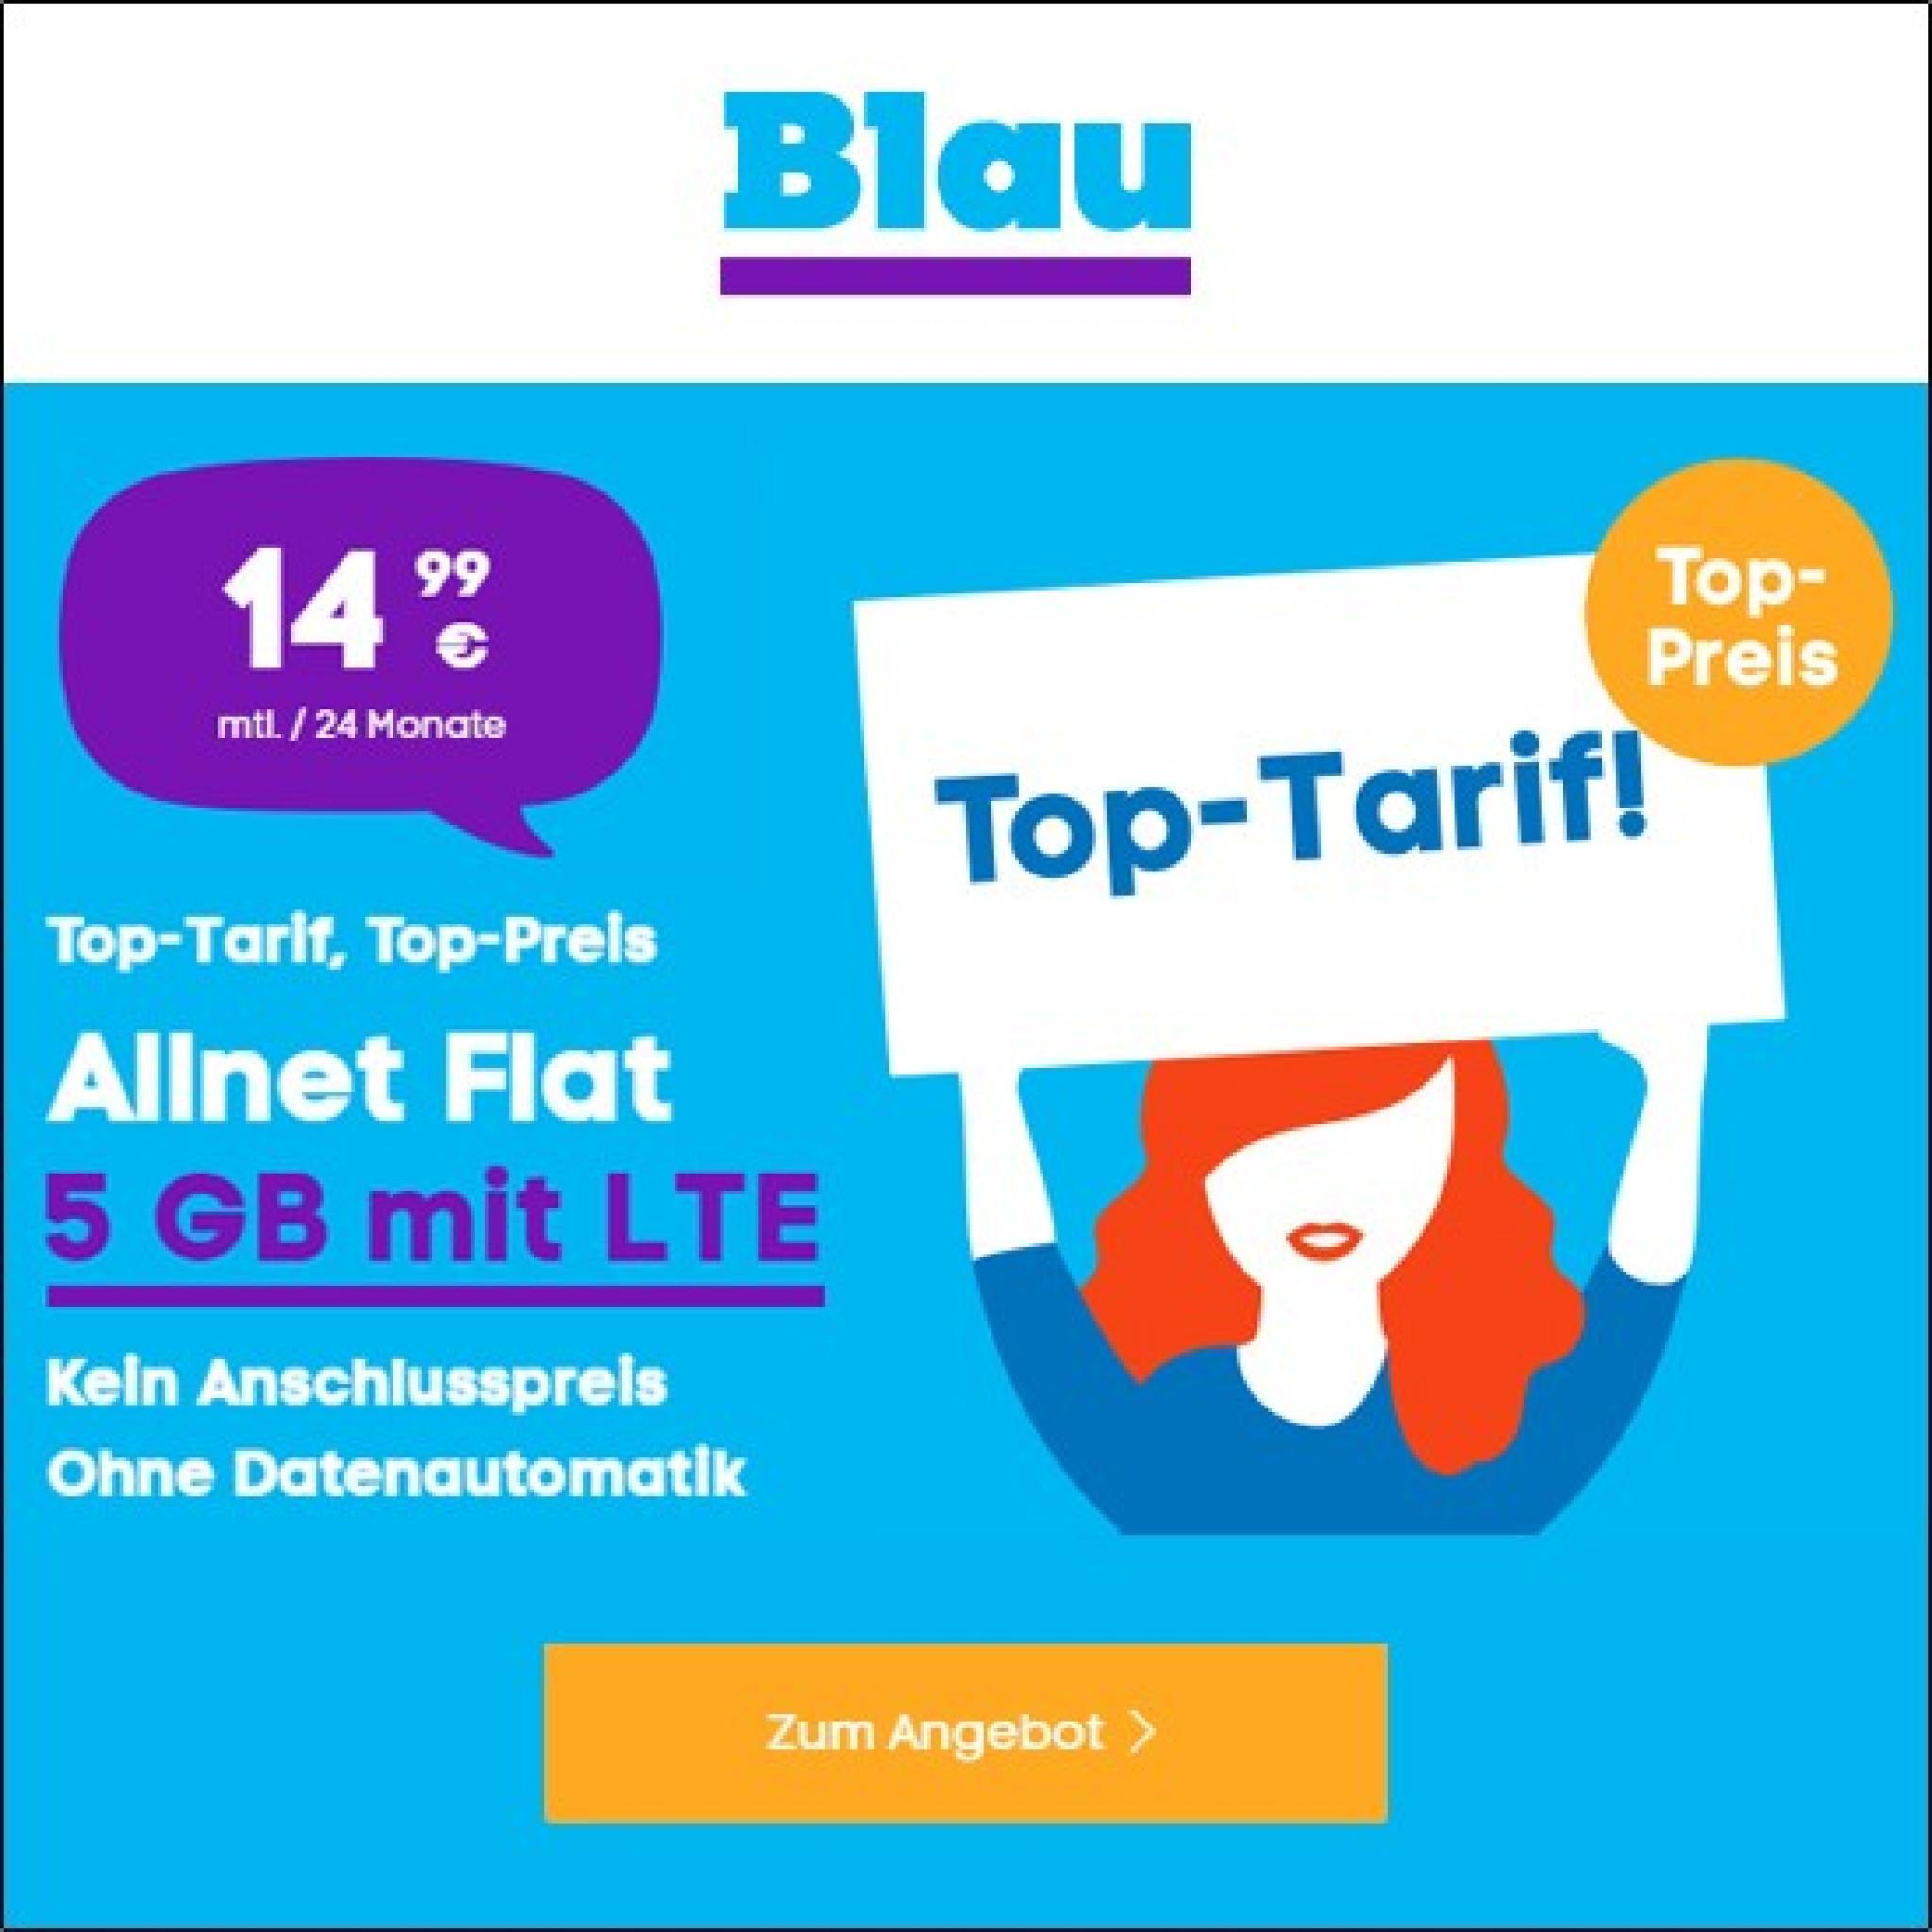 Blau
14 99 €
mtl. / 24 Monate
Top-
Preis
Top-Tarif!
Top-Tarif, Top-Preis
Allnet Flat
5 GB mit LTE
Kein Anschlusspreis
Ohne Datenautomatik
Zum Angebot >